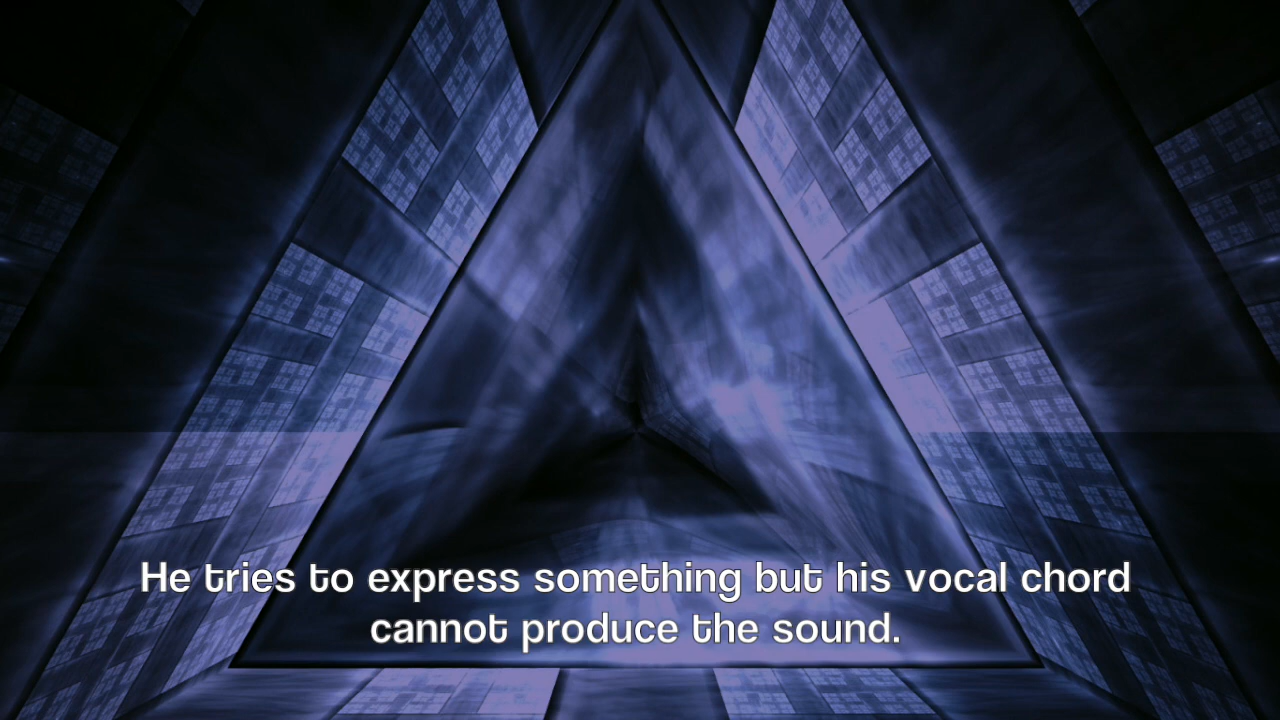 He tries to express something but his vocal chord
cannot produce the sound.